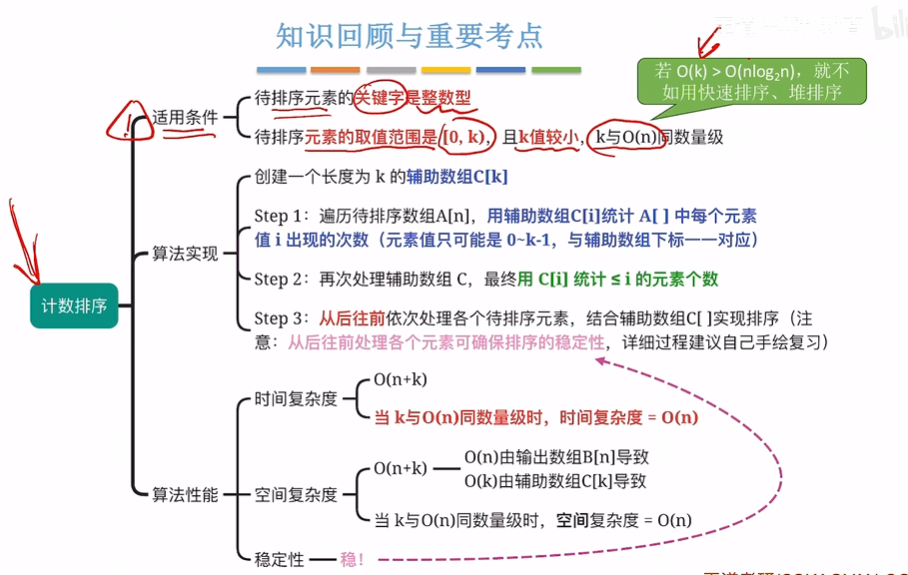 知识回顾与重要考点
若 O(k) > O(nlog₂n)，就不
如用快速排序、堆排序
计数排序
适用条件
待排序元素的关键字是整数型
待排序元素的取值范围是[0, k)，且k值较小，k与O(n)同数量级
算法实现
创建一个长度为 k 的辅助数组C[k]
Step 1：遍历待排序数组A[n]，用辅助数组C[i]统计 A[ ] 中每个元素
值 i 出现的次数（元素值只可能是 0~k-1，与辅助数组下标一一对应）
Step 2：再次处理辅助数组 C，最终用 C[i] 统计 ≤ i 的元素个数
Step 3：从后往前依次处理各个待排序元素，结合辅助数组C[ ]实现排序（注
意：从后往前处理各个元素可确保排序的稳定性，详细过程建议自己手绘复习）
算法性能
时间复杂度
O(n+k)
当 k与O(n)同数量级时，时间复杂度 = O(n)
空间复杂度
O(n+k)
O(n)由输出数组B[n]导致
O(k)由辅助数组C[k]导致
当 k与O(n)同数量级时，空间复杂度 = O(n)
稳定性
稳！